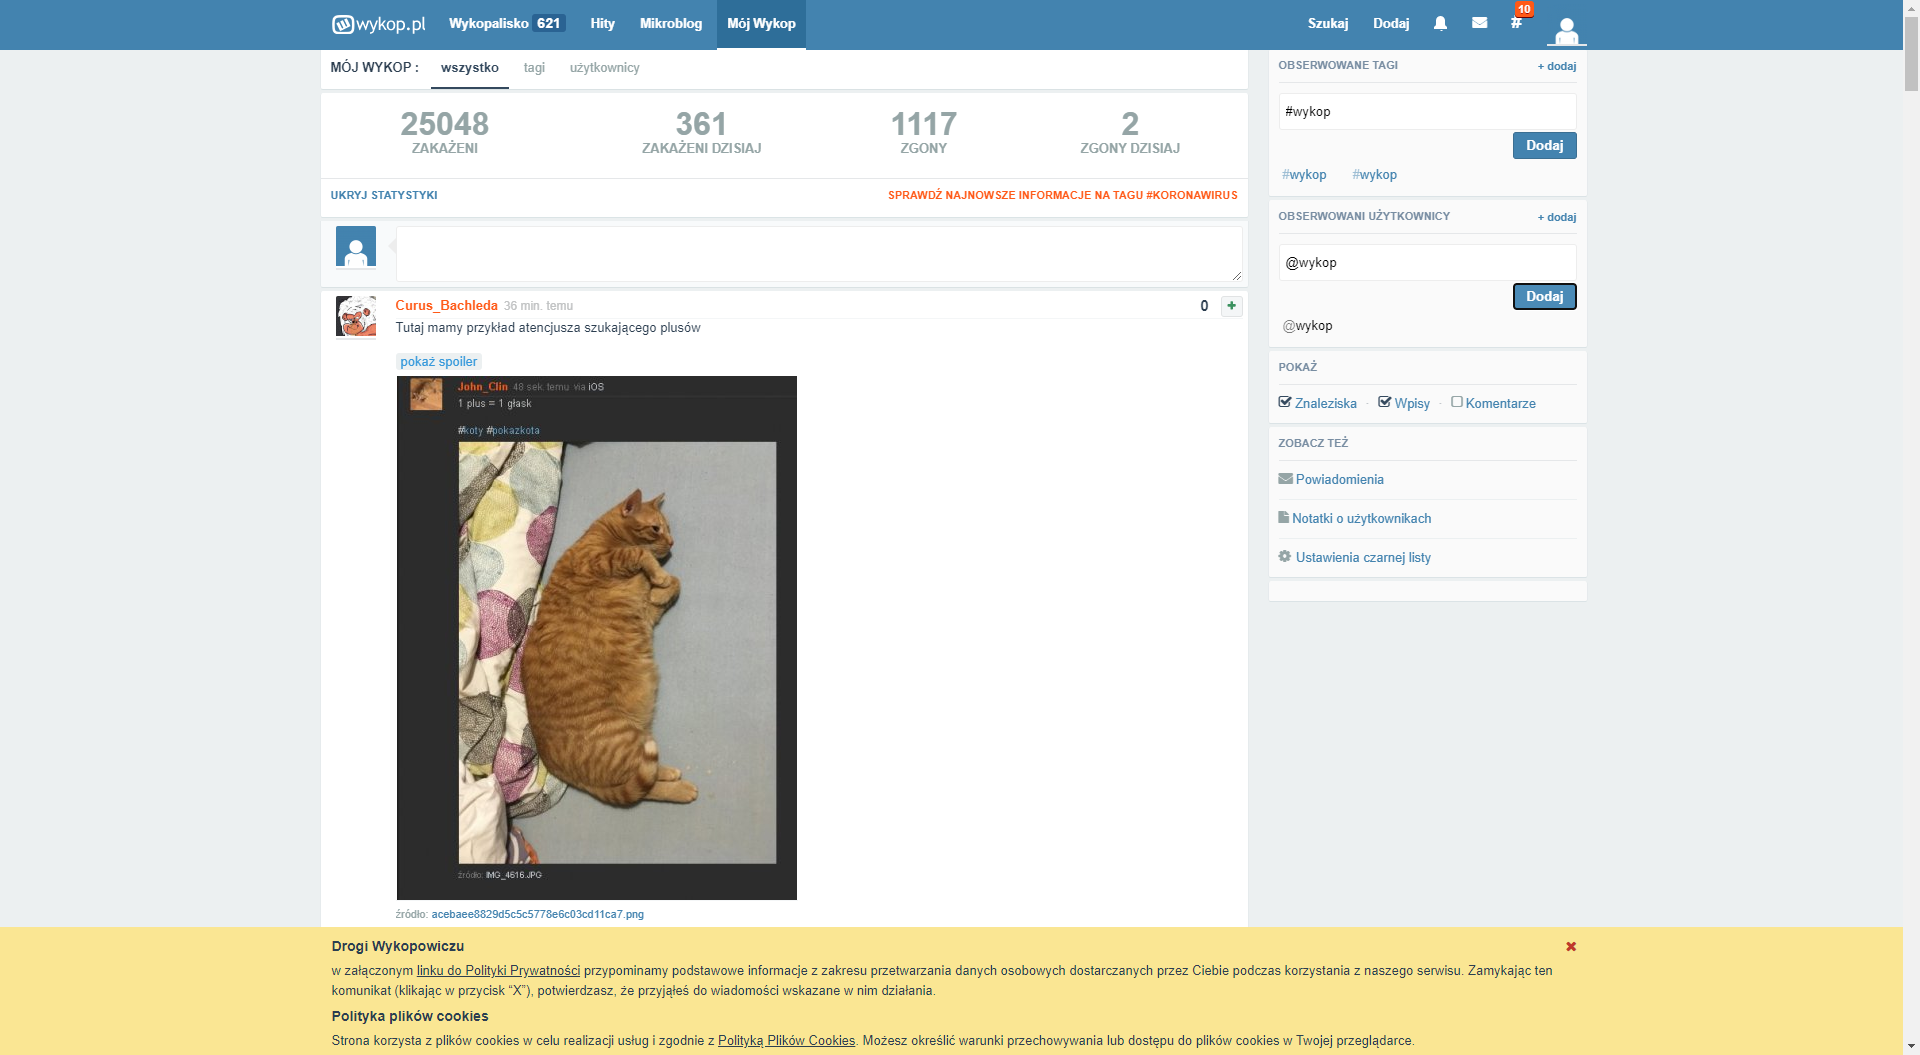 wykop.pl Wykopalisko 621 Hity Mikroblog Mój Wykop Szukaj Dodaj # 10
MÓJ WYKOP : wszystko tagi użytkownicy
25048 361 1117 2
ZAKAŻENI ZAKAŻENI DZISIAJ ZGONY ZGONY DZISIAJ
UKRYJ STATYSTYKI SPRAWDŹ NAJNOWSZE INFORMACJE NA TAGU #KORONAWIRUS
Curus_Bachleda 36 min. temu 0 +
Tutaj mamy przykład atencjusza szukającego plusów
pokaż spoiler
John_Clin 48 sek. temu via iOS
1 plus = 1 głask
#koty #pokazkota
źródło: IMG_4616.JPG
źródło: acebaee8829d5c5c5778e6c03cd11ca7.png
OBSERWOWANE TAGI + dodaj
#wykop
Dodaj
#wykop #wykop
OBSERWOWANI UŻYTKOWNICY + dodaj
@wykop
Dodaj
@wykop
POKAŻ
Znaleziska · Wpisy · Komentarze
ZOBACZ TEŻ
Powiadomienia
Notatki o użytkownikach
Ustawienia czarnej listy
Drogi Wykopowiczu
w załączonym linku do Polityki Prywatności przypominamy podstawowe informacje z zakresu przetwarzania danych osobowych dostarczanych przez Ciebie podczas korzystania z naszego serwisu. Zamykając ten
komunikat (klikając w przycisk “X”), potwierdzasz, że przyjąłeś do wiadomości wskazane w nim działania.
Polityka plików cookies
Strona korzysta z plików cookies w celu realizacji usług i zgodnie z Polityką Plików Cookies. Możesz określić warunki przechowywania lub dostępu do plików cookies w Twojej przeglądarce.